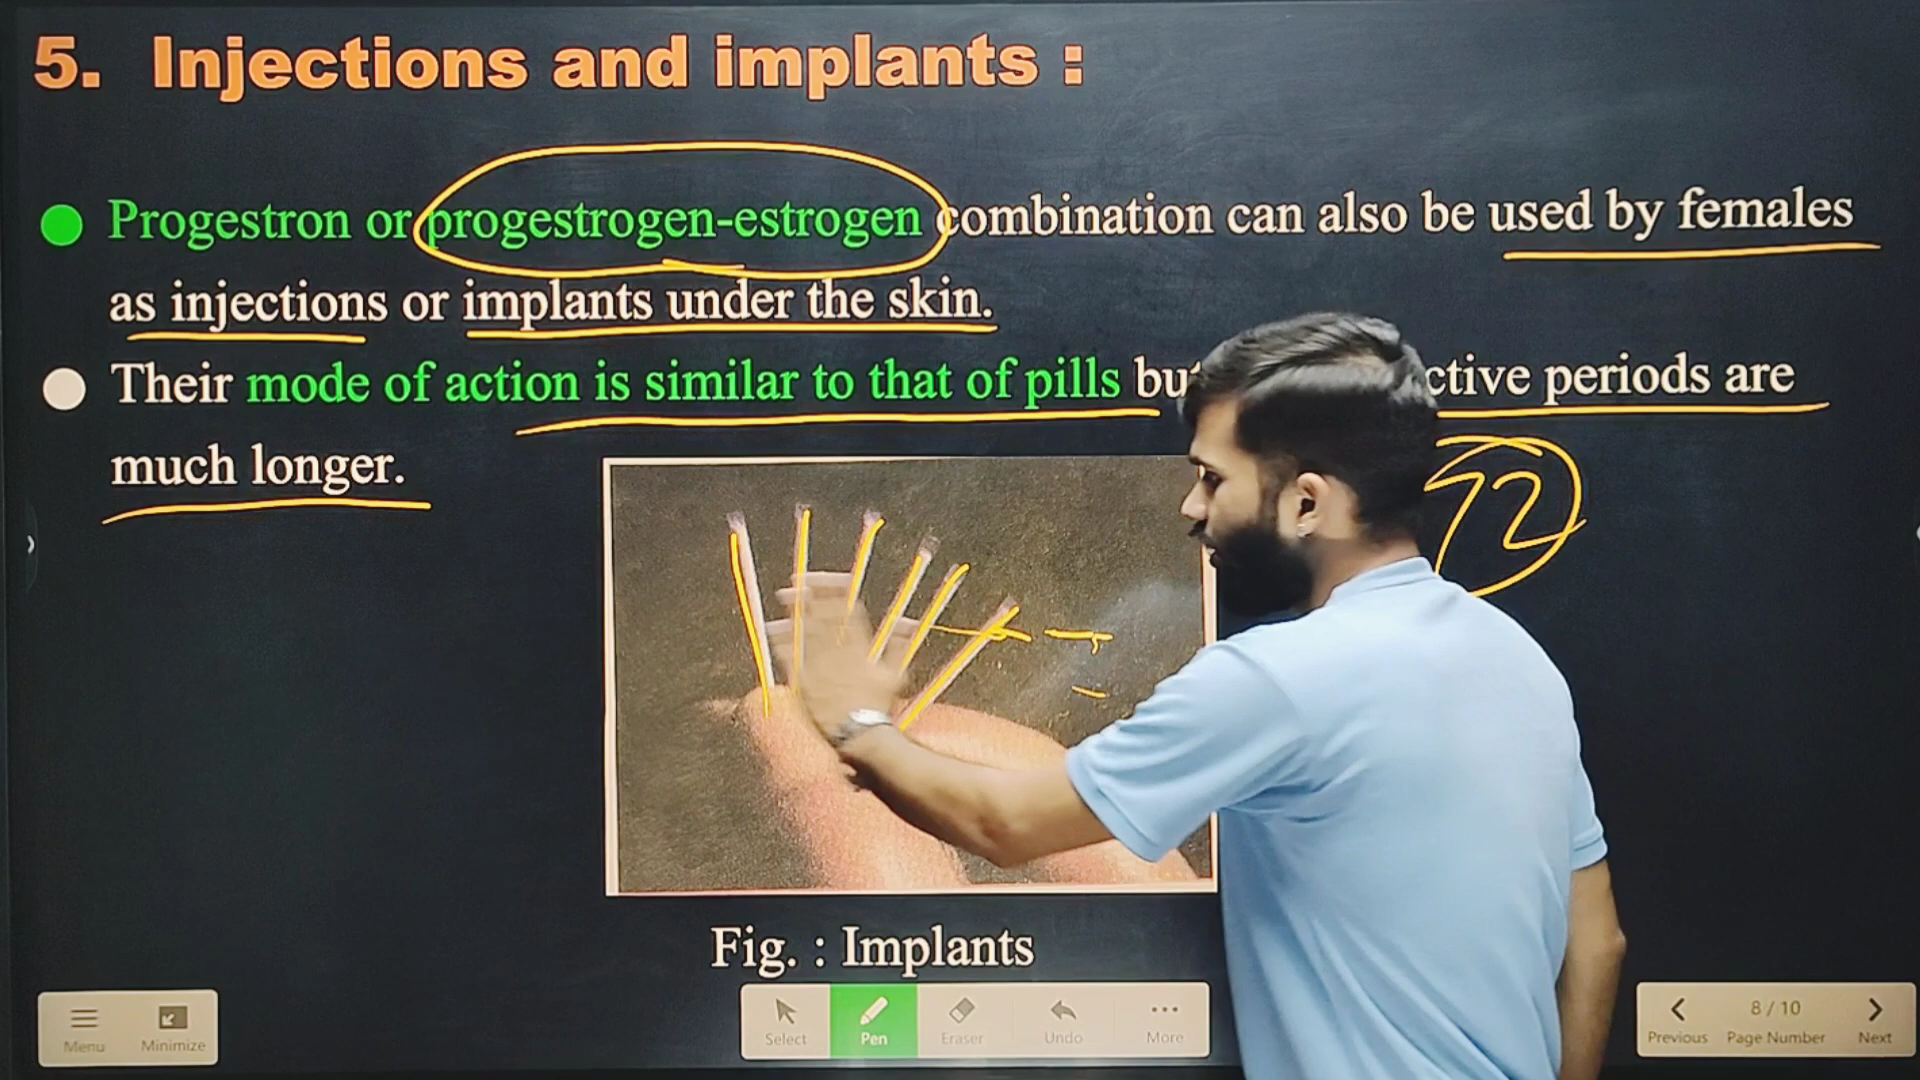 5. Injections and implants :
Progestron or progestrogen-estrogen combination can also be used by females
as injections or implants under the skin.
Their mode of action is similar to that of pills periods are
much longer.
72
Fig. : Implants
Menu Minimize
Select Pen Eraser Undo More
Previous 8 / 10 Page Number Next